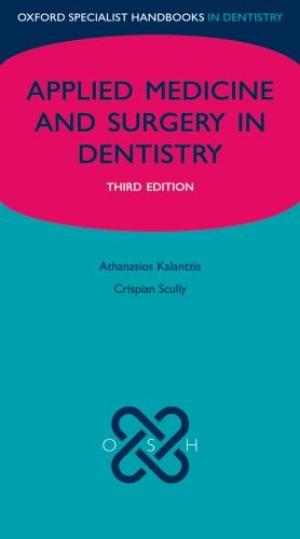 OXFORD SPECIALIST HANDBOOKS IN DENTISTRY
APPLIED MEDICINE
AND SURGERY IN
DENTISTRY
THIRD EDITION
Athanasios Kalantzis
Crispian Scully
O S H